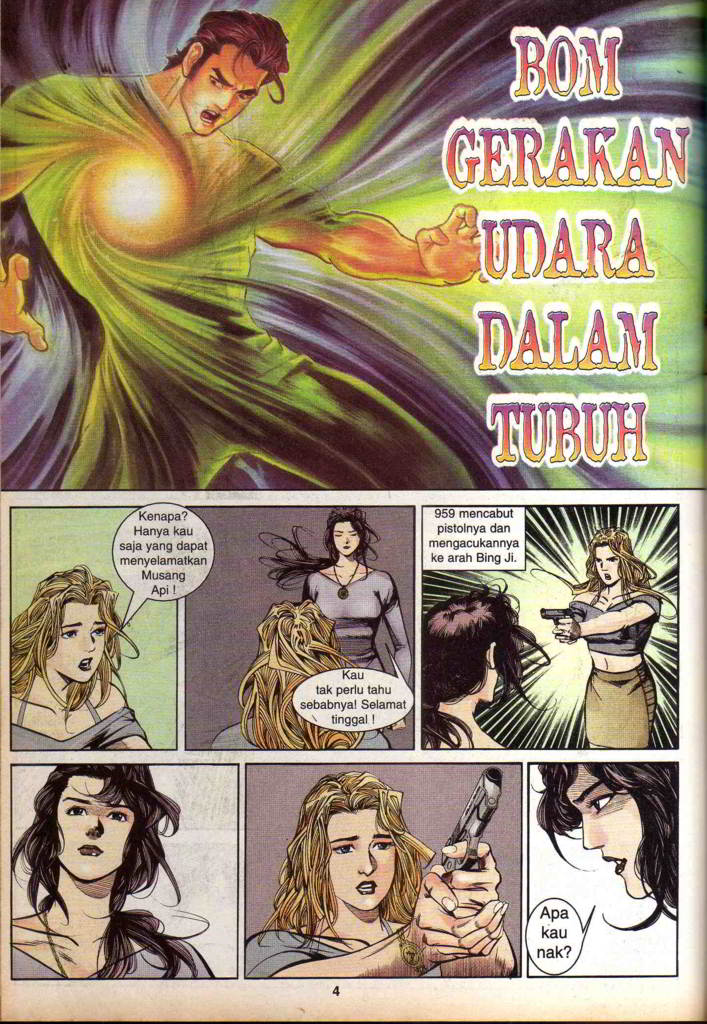 BOM
GERAKAN
UDARA
DALAM
TUBUH
Kenapa?
Hanya kau
saja yang dapat
menyelamatkan
Musang
Api !
Kau
tak perlu tahu
sebabnya! Selamat
tinggal !
959 mencabut
pistolnya dan
mengacukannya
ke arah Bing Ji.
Apa
kau
nak?
4